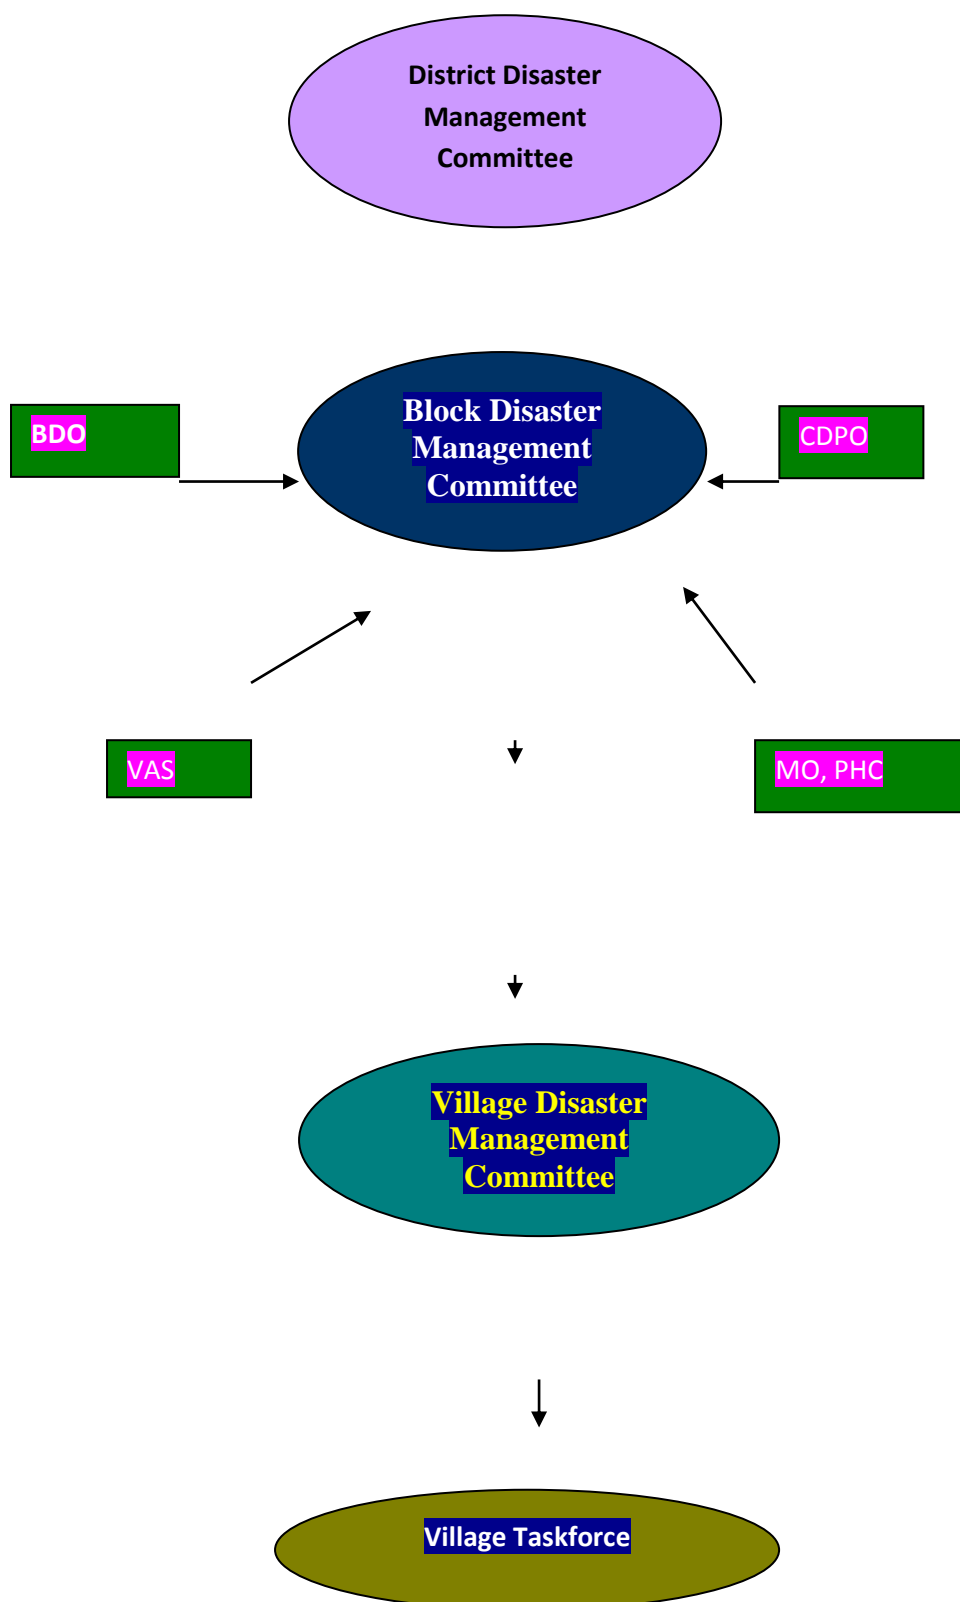 District Disaster
Management
Committee
BDO
Block Disaster
Management
Committee
CDPO
VAS
MO, PHC
Village Disaster
Management
Committee
Village Taskforce